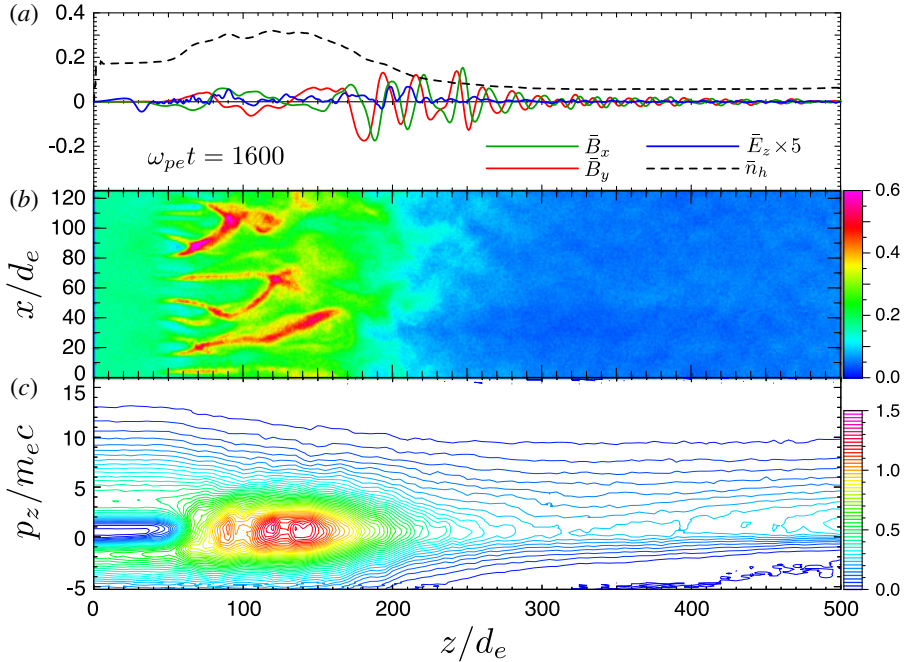 (a)
0.4
0.2
0
-0.2
ω_pe t = 1600
B̄_x
B̄_y
Ē_z × 5
n̄_h
(b)
120
100
80
60
40
20
0
x/d_e
0.6
0.4
0.2
0.0
(c)
15
10
5
0
-5
p_z/m_e c
1.5
1.0
0.5
0.0
0 100 200 300 400 500
z/d_e